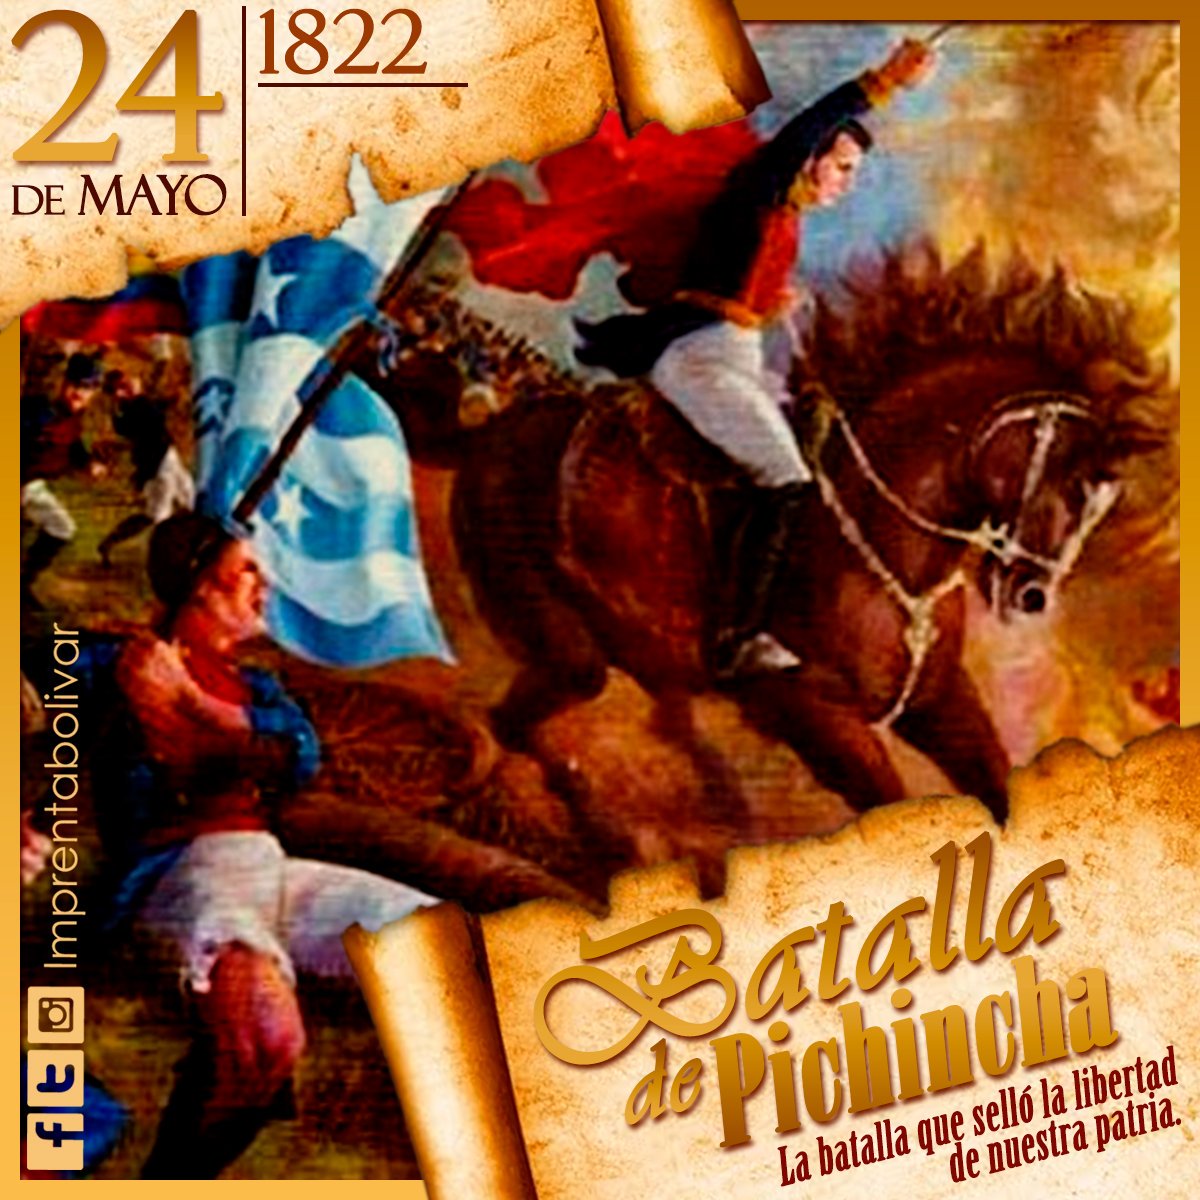 24
DE MAYO
1822
Imprentabolivar
Batalla
de Pichincha
La batalla que selló la libertad
de nuestra patria.